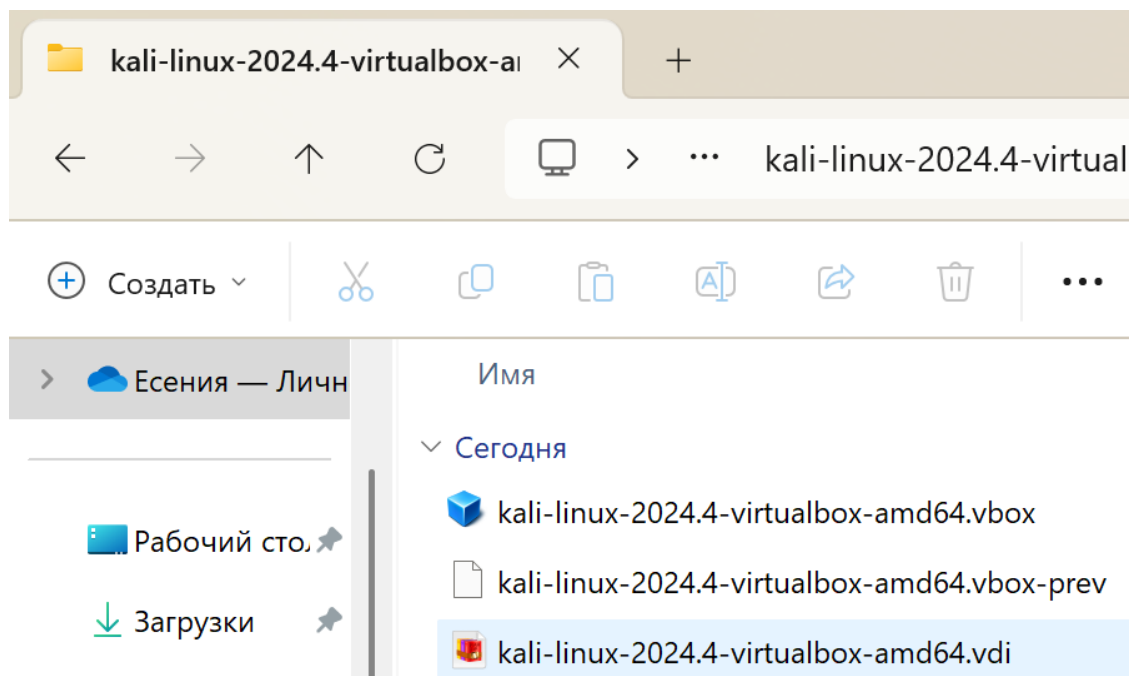 kali-linux-2024.4-virtualbox-a
kali-linux-2024.4-virtual
Создать
Есения — Личн
Имя
Сегодня
kali-linux-2024.4-virtualbox-amd64.vbox
Рабочий сто
kali-linux-2024.4-virtualbox-amd64.vbox-prev
Загрузки
kali-linux-2024.4-virtualbox-amd64.vdi